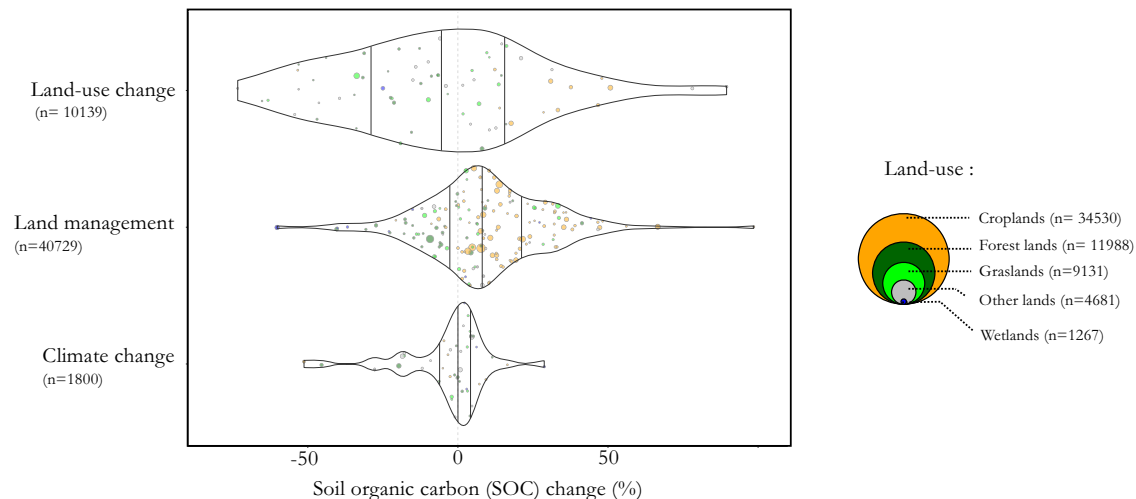 Land-use change
(n= 10139)
Land management
(n=40729)
Climate change
(n=1800)
-50
0
50
Soil organic carbon (SOC) change (%)
Land-use :
Croplands (n= 34530)
Forest lands (n= 11988)
Graslands (n=9131)
Other lands (n=4681)
Wetlands (n=1267)